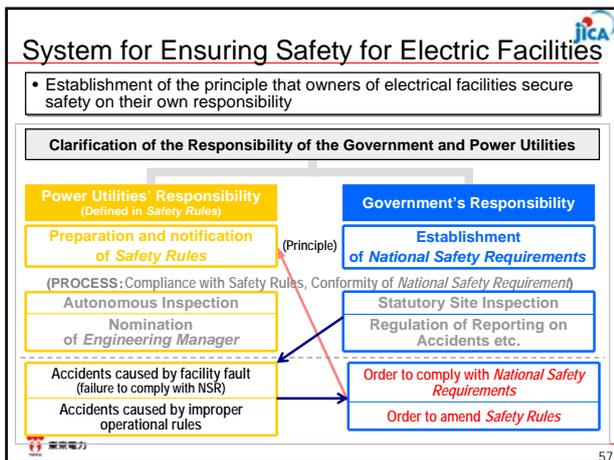 jica
System for Ensuring Safety for Electric Facilities
• Establishment of the principle that owners of electrical facilities secure
safety on their own responsibility
Clarification of the Responsibility of the Government and Power Utilities
Power Utilities' Responsibility
(Defined in Safety Rules)
Government's Responsibility
Preparation and notification
of Safety Rules
(Principle)
Establishment
of National Safety Requirements
(PROCESS:Compliance with Safety Rules, Conformity of National Safety Requirement)
Autonomous Inspection
Nomination
of Engineering Manager
Statutory Site Inspection
Regulation of Reporting on
Accidents etc.
Accidents caused by facility fault
(failure to comply with NSR)
Accidents caused by improper
operational rules
Order to comply with National Safety
Requirements
Order to amend Safety Rules
東京電力
57